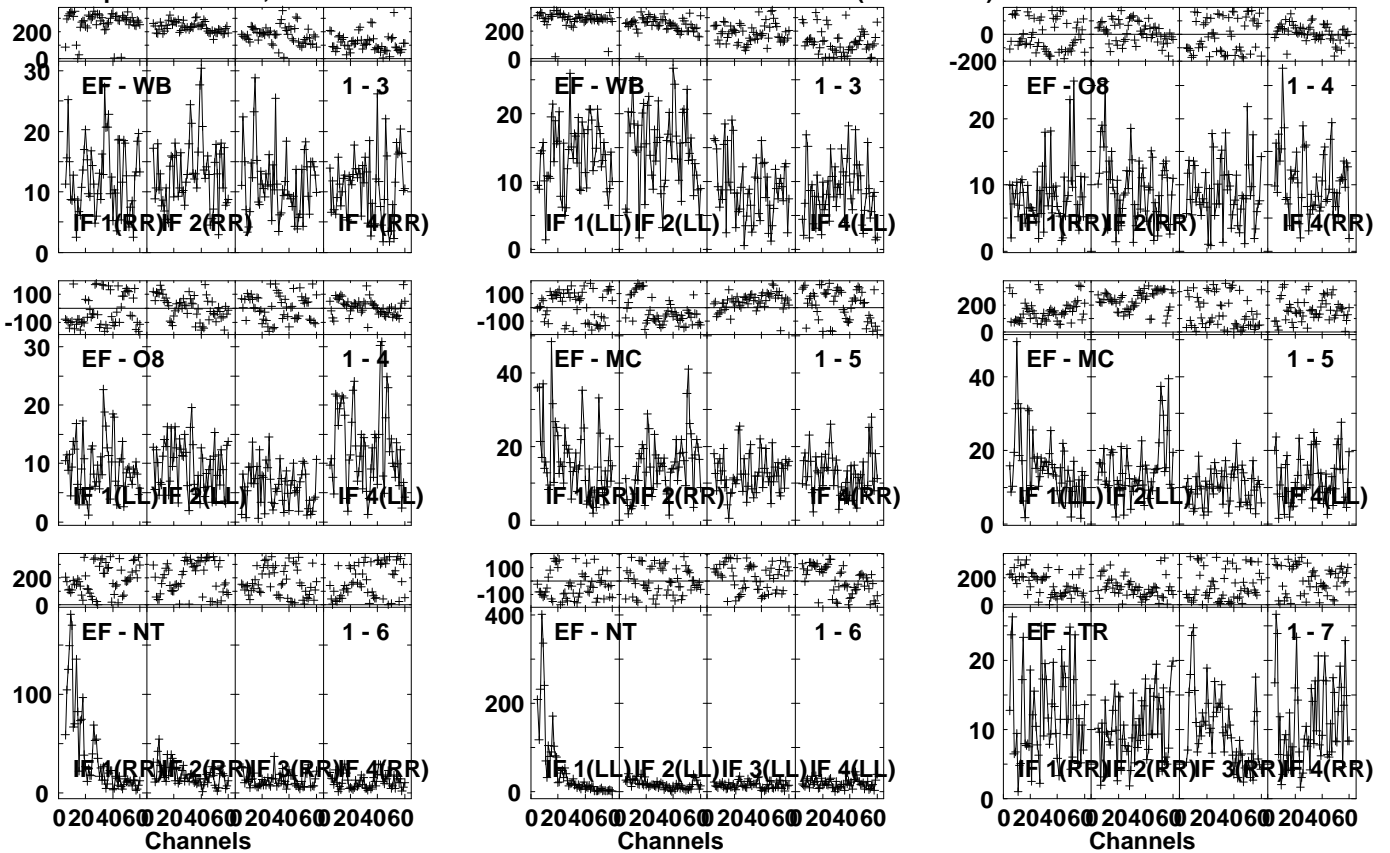 200
0
30
20
10
0
EF - WB
1 - 3
IF 1(RR)
IF 2(RR)
IF 4(RR)
200
0
20
10
0
EF - WB
1 - 3
IF 1(LL)
IF 2(LL)
IF 4(LL)
0
-200
20
10
0
EF - O8
1 - 4
IF 1(RR)
IF 2(RR)
IF 4(RR)
100
-100
30
20
10
0
EF - O8
1 - 4
IF 1(LL)
IF 2(LL)
IF 4(LL)
100
-100
40
20
0
EF - MC
1 - 5
IF 1(RR)
IF 2(RR)
IF 4(RR)
200
0
40
20
0
EF - MC
1 - 5
IF 1(LL)
IF 2(LL)
IF 4(LL)
200
0
100
0
EF - NT
1 - 6
IF 1(RR)
IF 2(RR)
IF 3(RR)
IF 4(RR)
0 20 40 60 0 20 40 60 0 20 40 60 0 20 40 60
Channels
100
-100
400
200
0
EF - NT
1 - 6
IF 1(LL)
IF 2(LL)
IF 3(LL)
IF 4(LL)
0 20 40 60 0 20 40 60 0 20 40 60 0 20 40 60
Channels
200
0
20
10
0
EF - TR
1 - 7
IF 1(RR)
IF 2(RR)
IF 3(RR)
IF 4(RR)
0 20 40 60 0 20 40 60 0 20 40 60 0 20 40 60
Channels